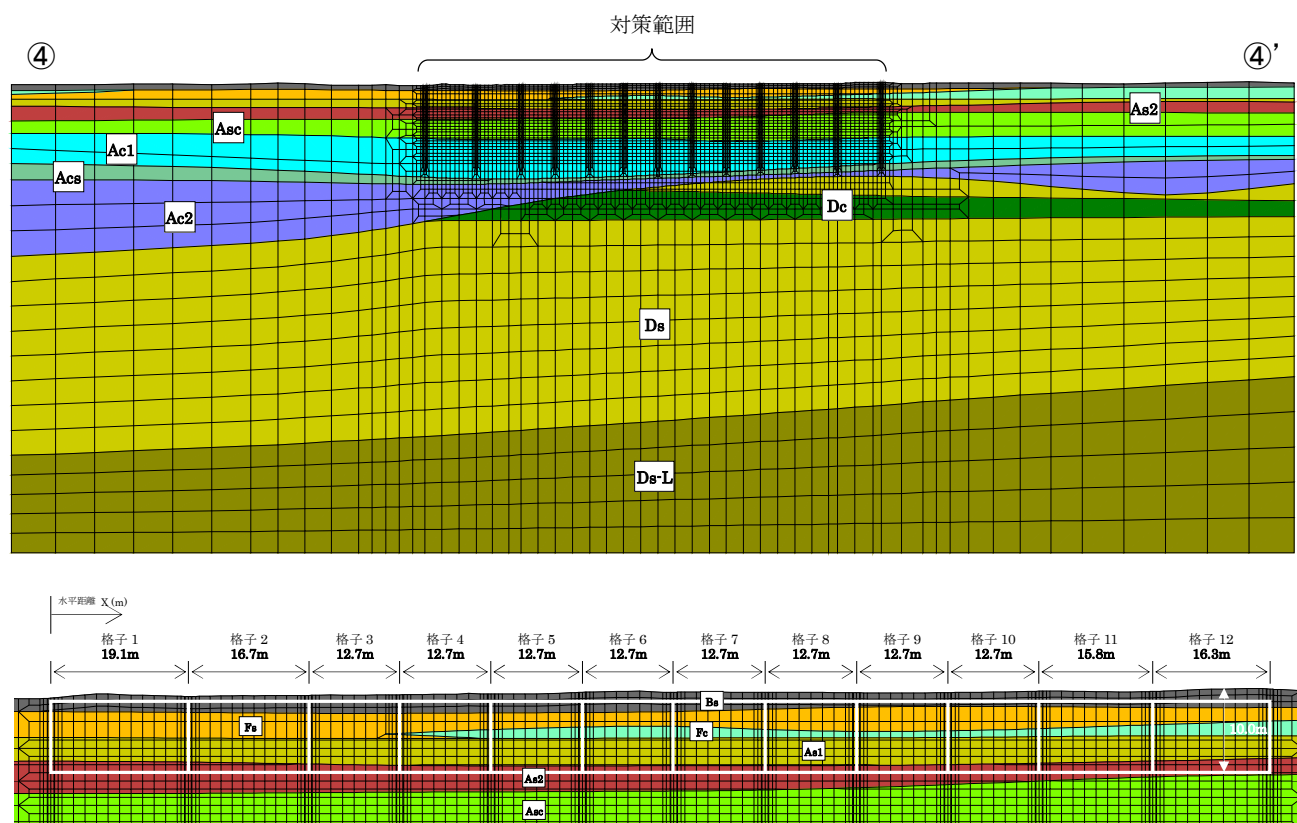 対策範囲
④
④’
As2
Asc
Ac1
Acs
Dc
Ac2
Ds
Ds-L
水平距離 X (m)
格子 1 格子 2 格子 3 格子 4 格子 5 格子 6 格子 7 格子 8 格子 9 格子 10 格子 11 格子 12
19.1m 16.7m 12.7m 12.7m 12.7m 12.7m 12.7m 12.7m 12.7m 12.7m 15.8m 16.3m
Bs
Fs
Fc
10.0m
As1
As2
Asc